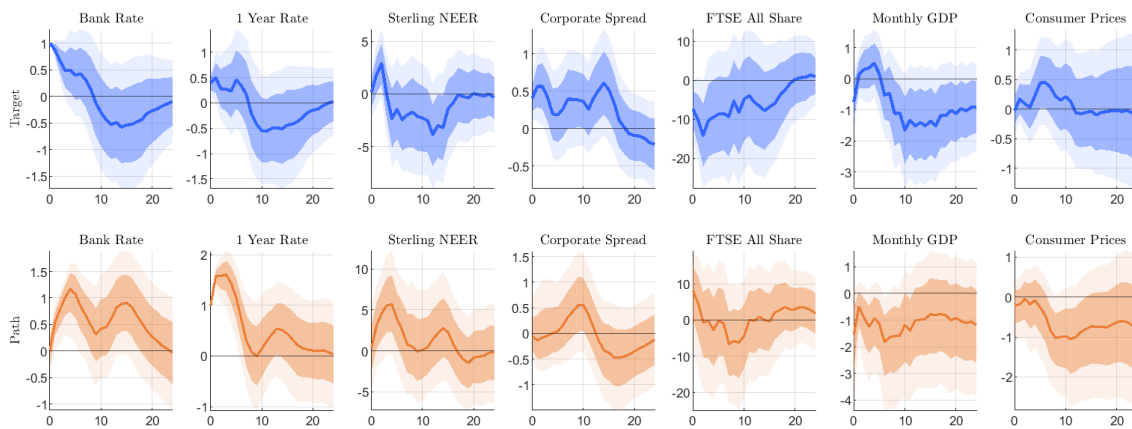 Bank Rate 1 Year Rate Sterling NEER Corporate Spread FTSE All Share Monthly GDP Consumer Prices
Target
1 0.5 0 -0.5 -1 -1.5
1 0.5 0 -0.5 -1 -1.5
5 0 -5
1 0.5 0 -0.5
10 0 -10 -20
1 0 -1 -2 -3
1 0.5 0 -0.5 -1
0 10 20 0 10 20 0 10 20 0 10 20 0 10 20 0 10 20 0 10 20
Bank Rate 1 Year Rate Sterling NEER Corporate Spread FTSE All Share Monthly GDP Consumer Prices
Path
1.5 1 0.5 0 -0.5 -1
2 1 0 -1
10 5 0 -5
1 0.5 0 -0.5 -1
10 0 -10 -20
1 0 -1 -2 -3 -4
0 -1 -2
0 10 20 0 10 20 0 10 20 0 10 20 0 10 20 0 10 20 0 10 20